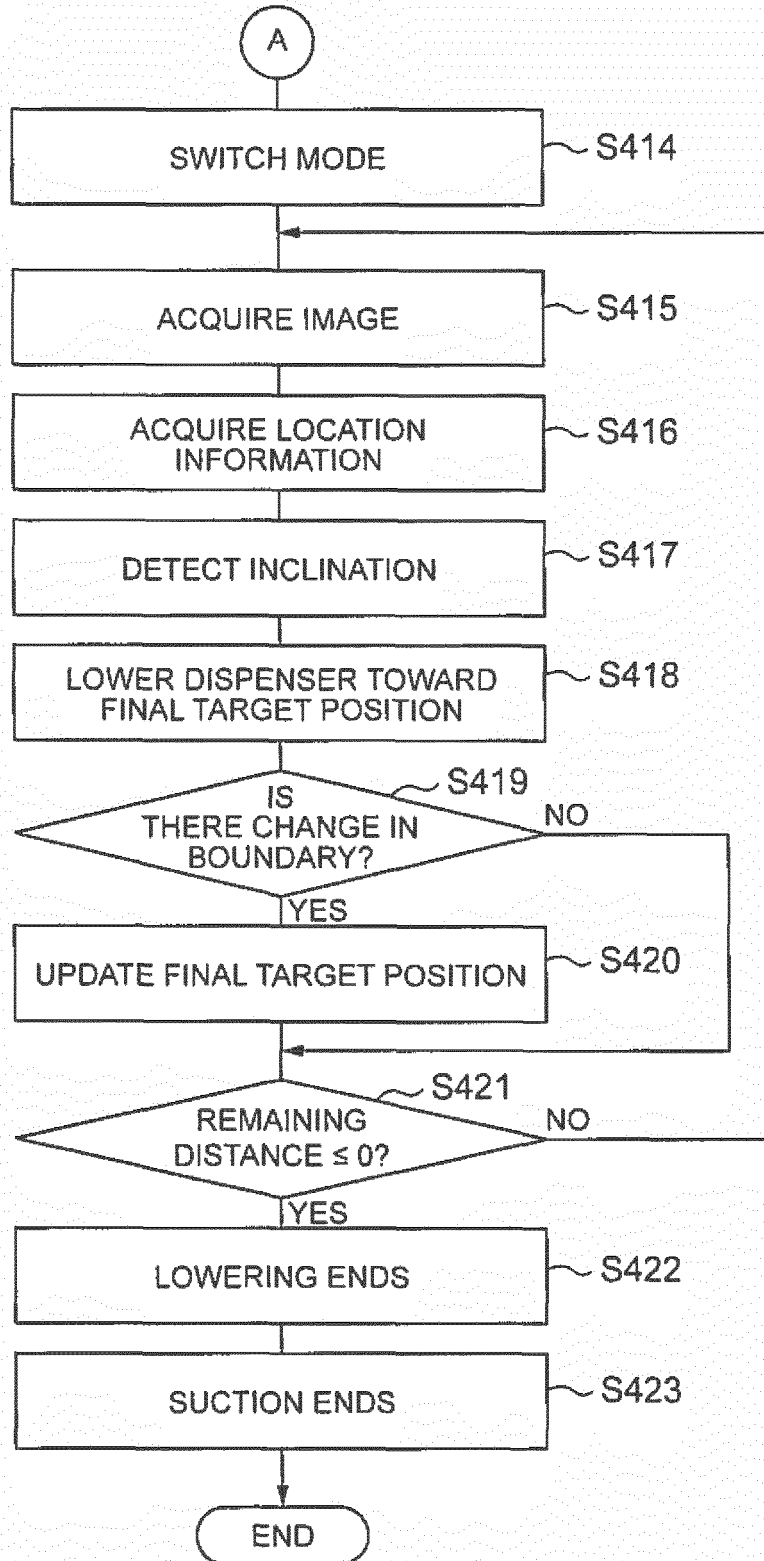 A
SWITCH MODE
S414
ACQUIRE IMAGE
S415
ACQUIRE LOCATION
INFORMATION
S416
DETECT INCLINATION
S417
LOWER DISPENSER TOWARD
FINAL TARGET POSITION
S418
S419
IS
THERE CHANGE IN
BOUNDARY?
NO
YES
UPDATE FINAL TARGET POSITION
S420
S421
REMAINING
DISTANCE ≤ 0?
NO
YES
LOWERING ENDS
S422
SUCTION ENDS
S423
END